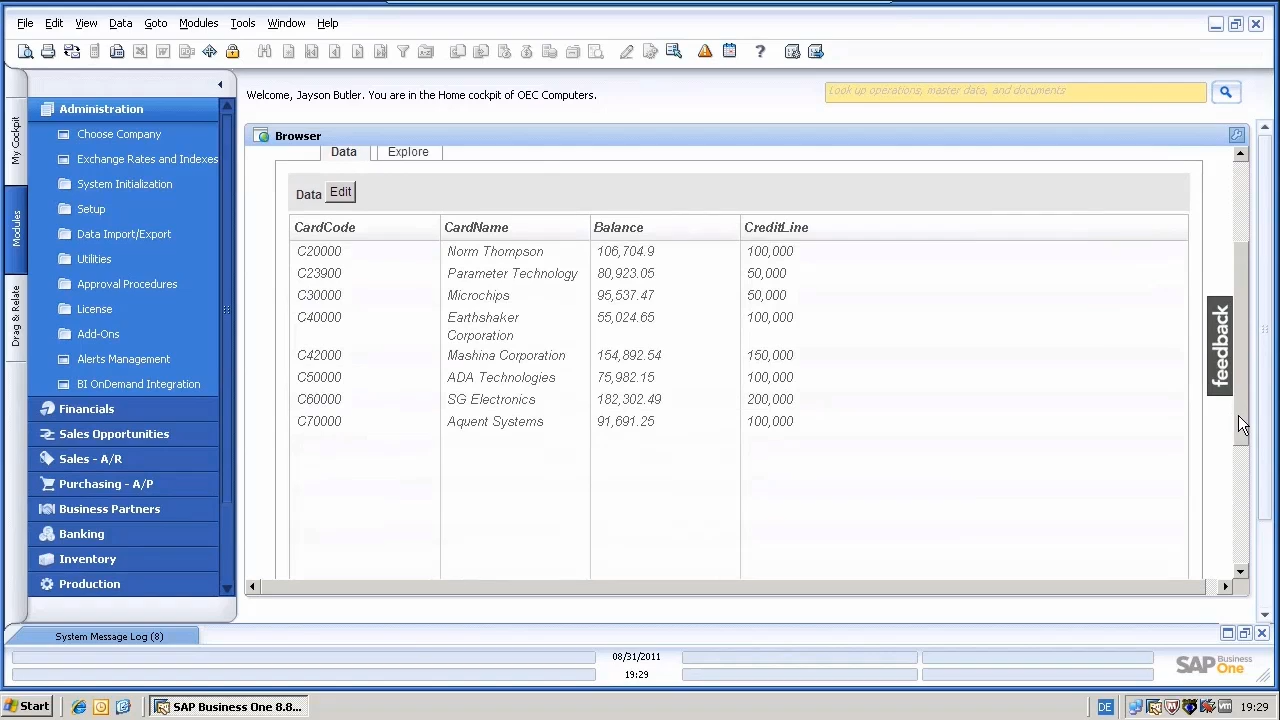 File Edit View Data Goto Modules Tools Window Help
Welcome, Jayson Butler. You are in the Home cockpit of OEC Computers.
Look up operations, master data, and documents
My Cockpit
Modules
Drag & Relate
Administration
Choose Company
Exchange Rates and Indexes
System Initialization
Setup
Data Import/Export
Utilities
Approval Procedures
License
Add-Ons
Alerts Management
BI OnDemand Integration
Financials
Sales Opportunities
Sales - A/R
Purchasing - A/P
Business Partners
Banking
Inventory
Production
Browser
Data Explore
Data Edit
CardCode CardName Balance CreditLine
C20000 Norm Thompson 106,704.9 100,000
C23900 Parameter Technology 80,923.05 50,000
C30000 Microchips 95,537.47 50,000
C40000 Earthshaker 55,024.65 100,000
Corporation
C42000 Mashina Corporation 154,892.54 150,000
C50000 ADA Technologies 75,982.15 100,000
C60000 SG Electronics 182,302.49 200,000
C70000 Aquent Systems 91,691.25 100,000
feedback
System Message Log (8)
08/31/2011
19:29
SAP Business One
Start SAP Business One 8.8... DE 19:29